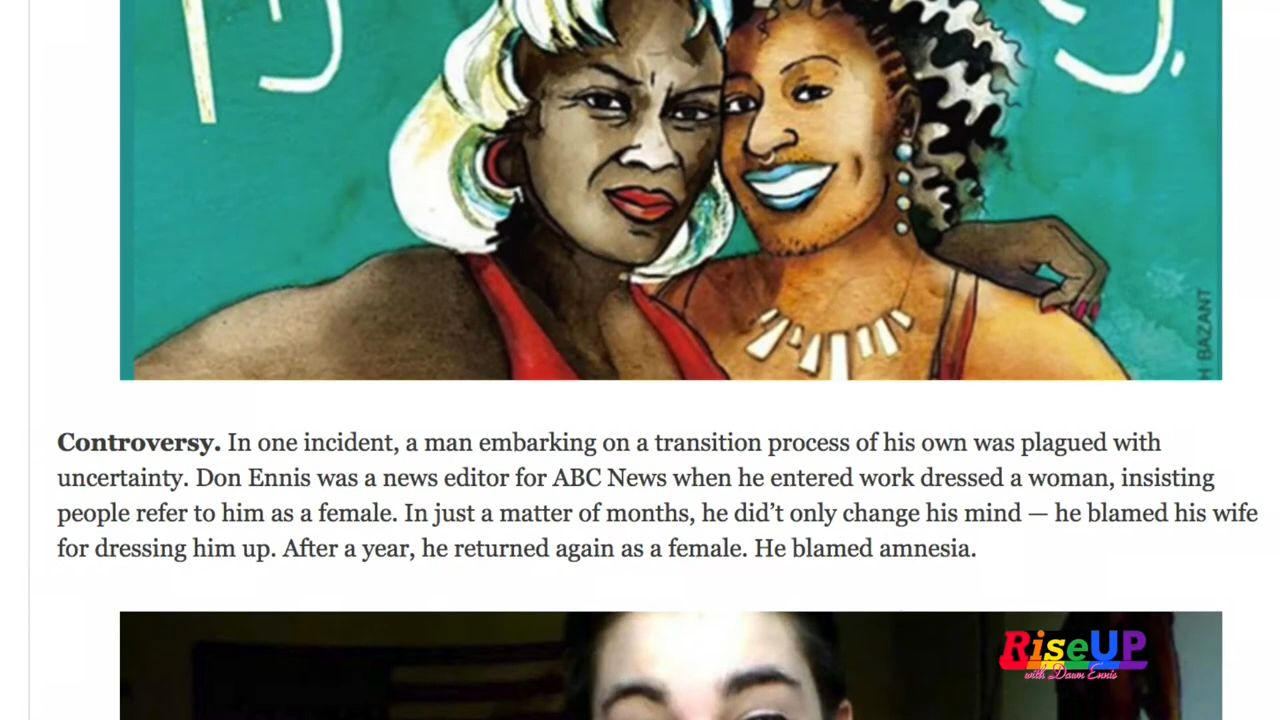 H BAZANT
Controversy. In one incident, a man embarking on a transition process of his own was plagued with
uncertainty. Don Ennis was a news editor for ABC News when he entered work dressed a woman, insisting
people refer to him as a female. In just a matter of months, he didn’t only change his mind — he blamed his wife
for dressing him up. After a year, he returned again as a female. He blamed amnesia.
RiseUP
with Dawn Ennis